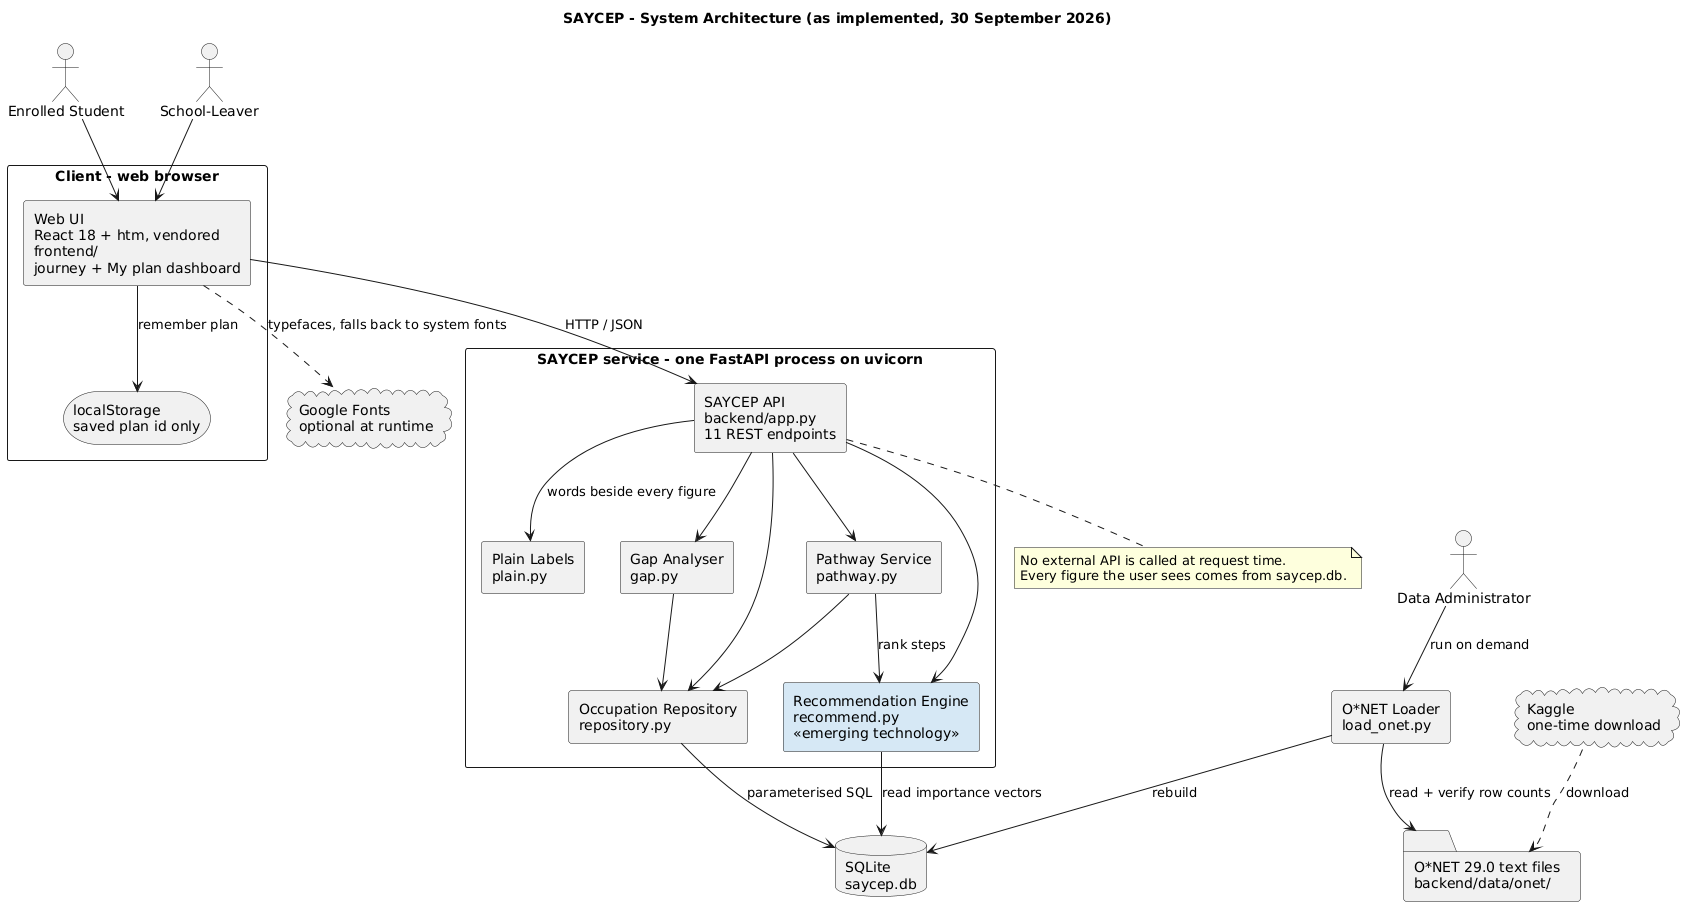 SAYCEP - System Architecture (as implemented, 30 September 2026)
Enrolled Student
School-Leaver
Client - web browser
Web UI
React 18 + htm, vendored
frontend/
journey + My plan dashboard
remember plan
typefaces, falls back to system fonts
HTTP / JSON
localStorage
saved plan id only
Google Fonts
optional at runtime
SAYCEP service - one FastAPI process on uvicorn
SAYCEP API
backend/app.py
11 REST endpoints
words beside every figure
Plain Labels
plain.py
Gap Analyser
gap.py
Pathway Service
pathway.py
No external API is called at request time.
Every figure the user sees comes from saycep.db.
Data Administrator
rank steps
run on demand
Occupation Repository
repository.py
Recommendation Engine
recommend.py
«emerging technology»
O*NET Loader
load_onet.py
Kaggle
one-time download
parameterised SQL
read importance vectors
rebuild
read + verify row counts
download
SQLite
saycep.db
O*NET 29.0 text files
backend/data/onet/